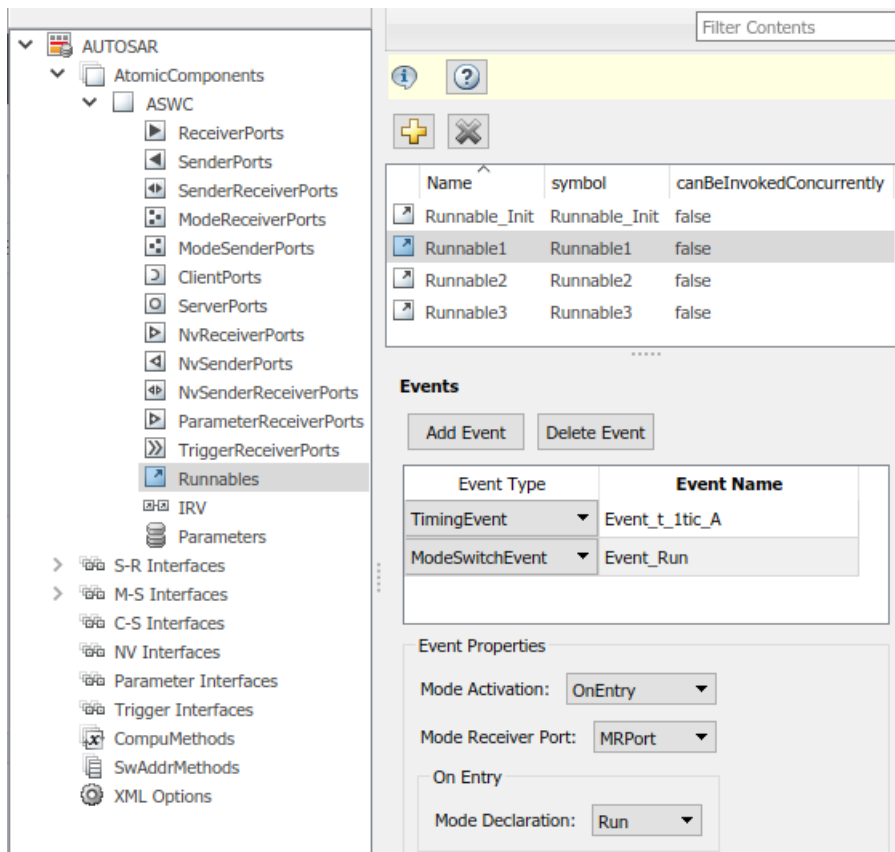 AUTOSAR
AtomicComponents
ASWC
ReceiverPorts
SenderPorts
SenderReceiverPorts
ModeReceiverPorts
ModeSenderPorts
ClientPorts
ServerPorts
NvReceiverPorts
NvSenderPorts
NvSenderReceiverPorts
ParameterReceiverPorts
TriggerReceiverPorts
Runnables
IRV
Parameters
S-R Interfaces
M-S Interfaces
C-S Interfaces
NV Interfaces
Parameter Interfaces
Trigger Interfaces
CompuMethods
SwAddrMethods
XML Options
Filter Contents
Name symbol canBeInvokedConcurrently
Runnable_Init Runnable_Init false
Runnable1 Runnable1 false
Runnable2 Runnable2 false
Runnable3 Runnable3 false
Events
Add Event Delete Event
Event Type Event Name
TimingEvent Event_t_1tic_A
ModeSwitchEvent Event_Run
Event Properties
Mode Activation: OnEntry
Mode Receiver Port: MRPort
On Entry
Mode Declaration: Run